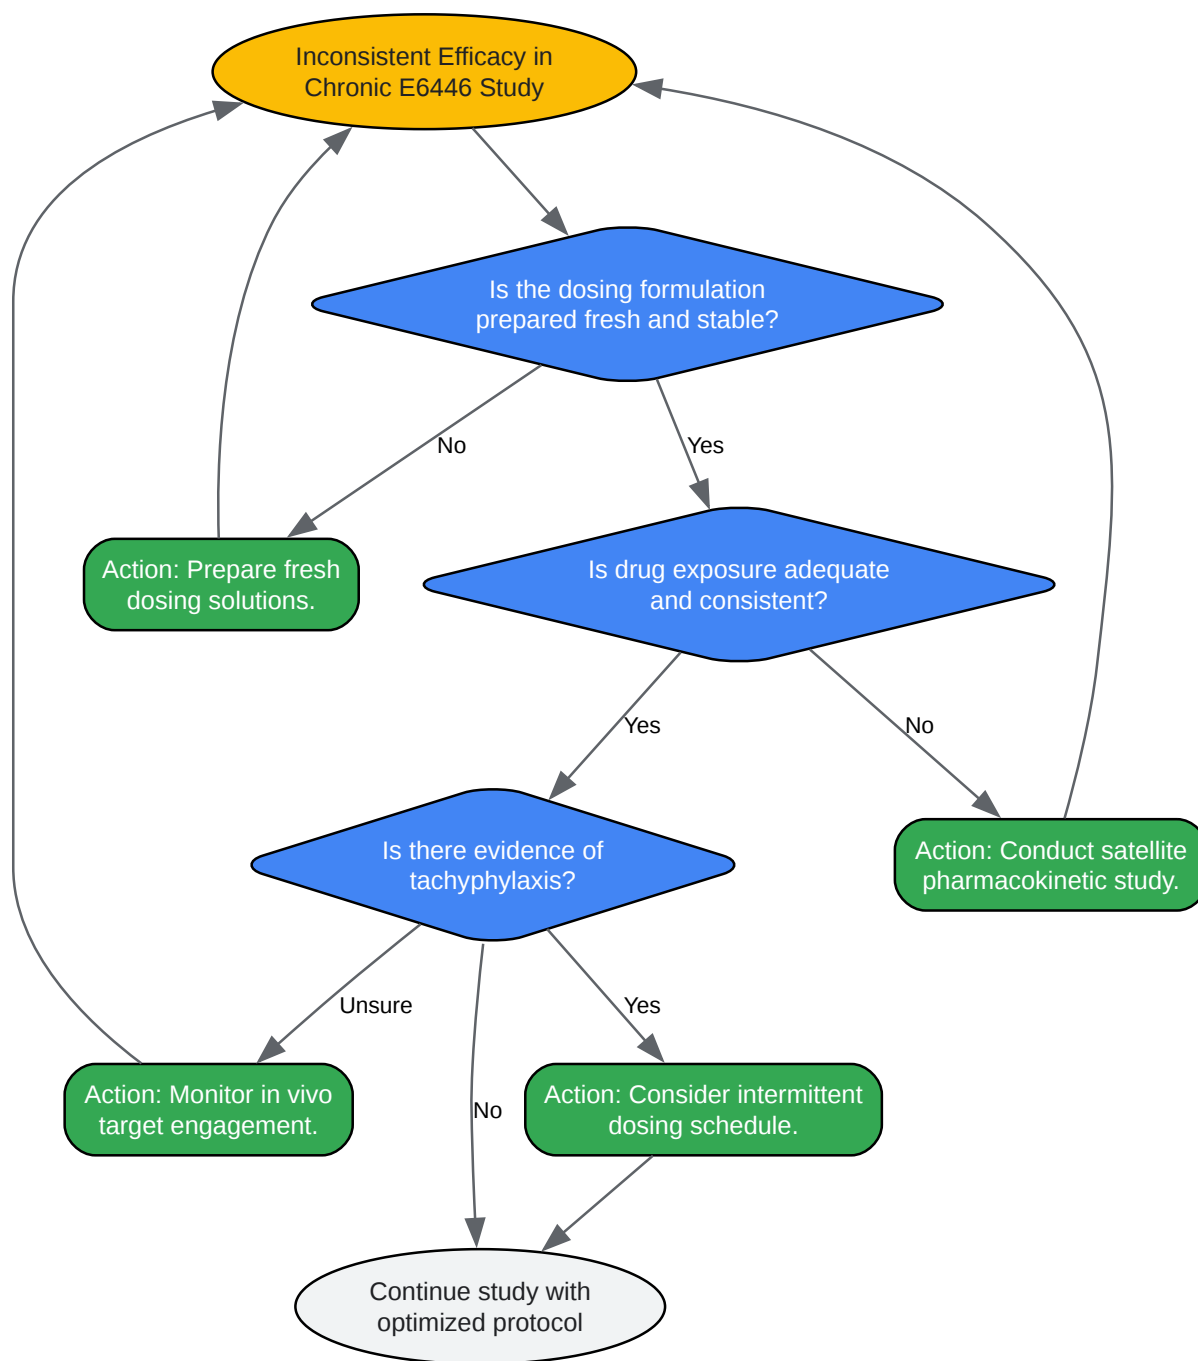 Inconsistent Efficacy in
Chronic E6446 Study
Is the dosing formulation
prepared fresh and stable?
No
Yes
Action: Prepare fresh
dosing solutions.
Is drug exposure adequate
and consistent?
Yes
No
Is there evidence of
tachyphylaxis?
Action: Conduct satellite
pharmacokinetic study.
Unsure
Yes
No
Action: Monitor in vivo
target engagement.
Action: Consider intermittent
dosing schedule.
Continue study with
optimized protocol